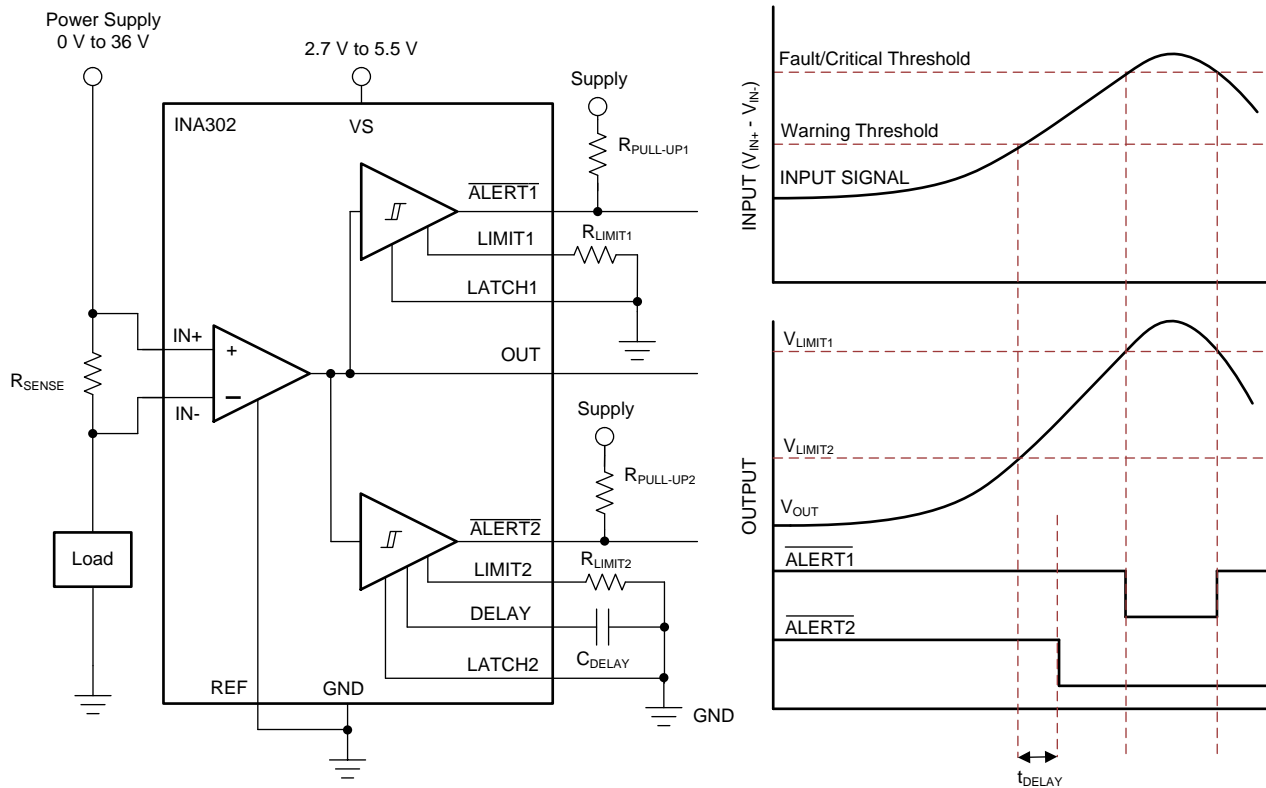 Power Supply
0 V to 36 V
2.7 V to 5.5 V
Supply
INA302
VS
RPULL-UP1
ALERT1
LIMIT1
RLIMIT1
LATCH1
IN+
+
OUT
RSENSE
IN-
−
Supply
RPULL-UP2
ALERT2
Load
LIMIT2
RLIMIT2
DELAY
CDELAY
LATCH2
REF
GND
GND
INPUT (VIN+ - VIN-)
Fault/Critical Threshold
Warning Threshold
INPUT SIGNAL
OUTPUT
VLIMIT1
VLIMIT2
VOUT
ALERT1
ALERT2
tDELAY